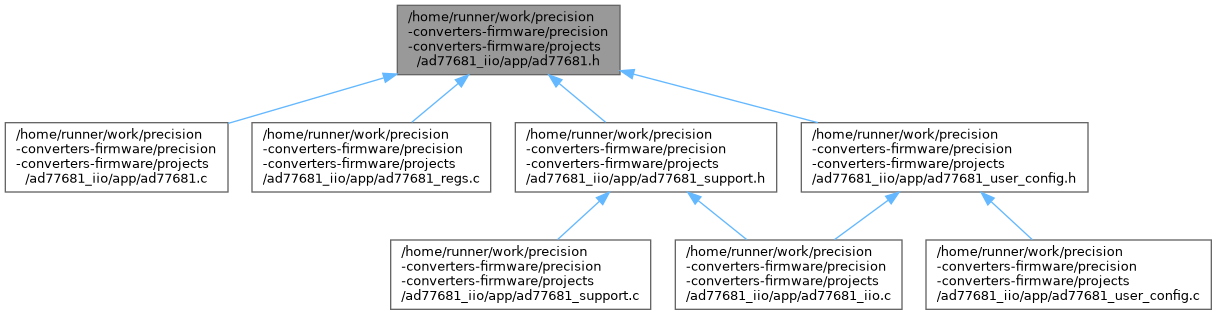 /home/runner/work/precision
-converters-firmware/precision
-converters-firmware/projects
/ad77681_iio/app/ad77681.h
/home/runner/work/precision
-converters-firmware/precision
-converters-firmware/projects
/ad77681_iio/app/ad77681.c
/home/runner/work/precision
-converters-firmware/precision
-converters-firmware/projects
/ad77681_iio/app/ad77681_regs.c
/home/runner/work/precision
-converters-firmware/precision
-converters-firmware/projects
/ad77681_iio/app/ad77681_support.h
/home/runner/work/precision
-converters-firmware/precision
-converters-firmware/projects
/ad77681_iio/app/ad77681_user_config.h
/home/runner/work/precision
-converters-firmware/precision
-converters-firmware/projects
/ad77681_iio/app/ad77681_support.c
/home/runner/work/precision
-converters-firmware/precision
-converters-firmware/projects
/ad77681_iio/app/ad77681_iio.c
/home/runner/work/precision
-converters-firmware/precision
-converters-firmware/projects
/ad77681_iio/app/ad77681_user_config.c